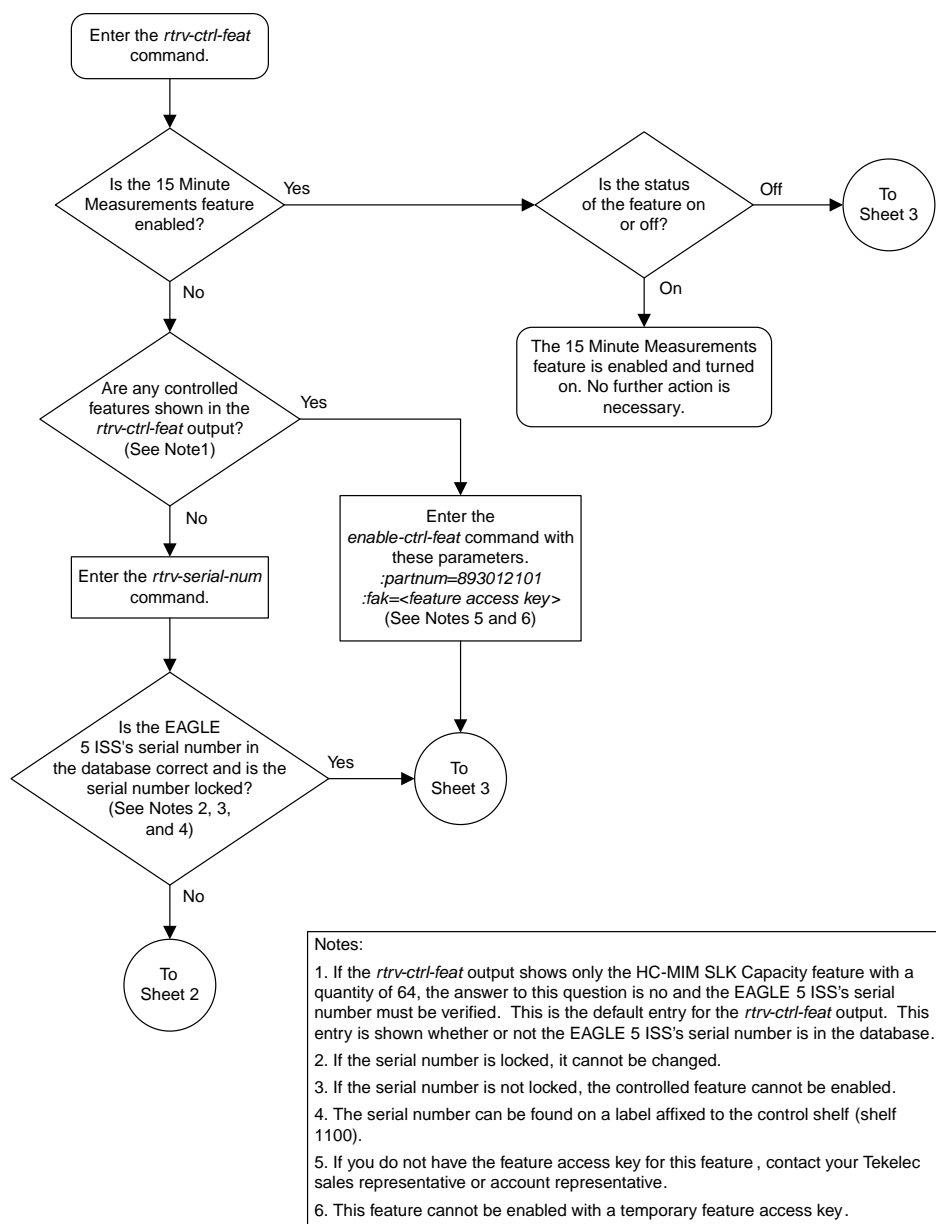 Enter the rtrv-ctrl-feat
command.
Is the 15 Minute
Measurements feature
enabled?
Yes
Is the status
of the feature on
or off?
Off
To
Sheet 3
No
On
The 15 Minute Measurements
feature is enabled and turned
on. No further action is
necessary.
Are any controlled
features shown in the
rtrv-ctrl-feat output?
(See Note1)
Yes
No
Enter the
enable-ctrl-feat command with
these parameters.
:partnum=893012101
:fak=<feature access key>
(See Notes 5 and 6)
Enter the rtrv-serial-num
command.
Is the EAGLE
5 ISS's serial number in
the database correct and is the
serial number locked?
(See Notes 2, 3,
and 4)
Yes
To
Sheet 3
No
To
Sheet 2
Notes:
1. If the rtrv-ctrl-feat output shows only the HC-MIM SLK Capacity feature with a
quantity of 64, the answer to this question is no and the EAGLE 5 ISS's serial
number must be verified. This is the default entry for the rtrv-ctrl-feat output. This
entry is shown whether or not the EAGLE 5 ISS's serial number is in the database.
2. If the serial number is locked, it cannot be changed.
3. If the serial number is not locked, the controlled feature cannot be enabled.
4. The serial number can be found on a label affixed to the control shelf (shelf
1100).
5. If you do not have the feature access key for this feature , contact your Tekelec
sales representative or account representative.
6. This feature cannot be enabled with a temporary feature access key .